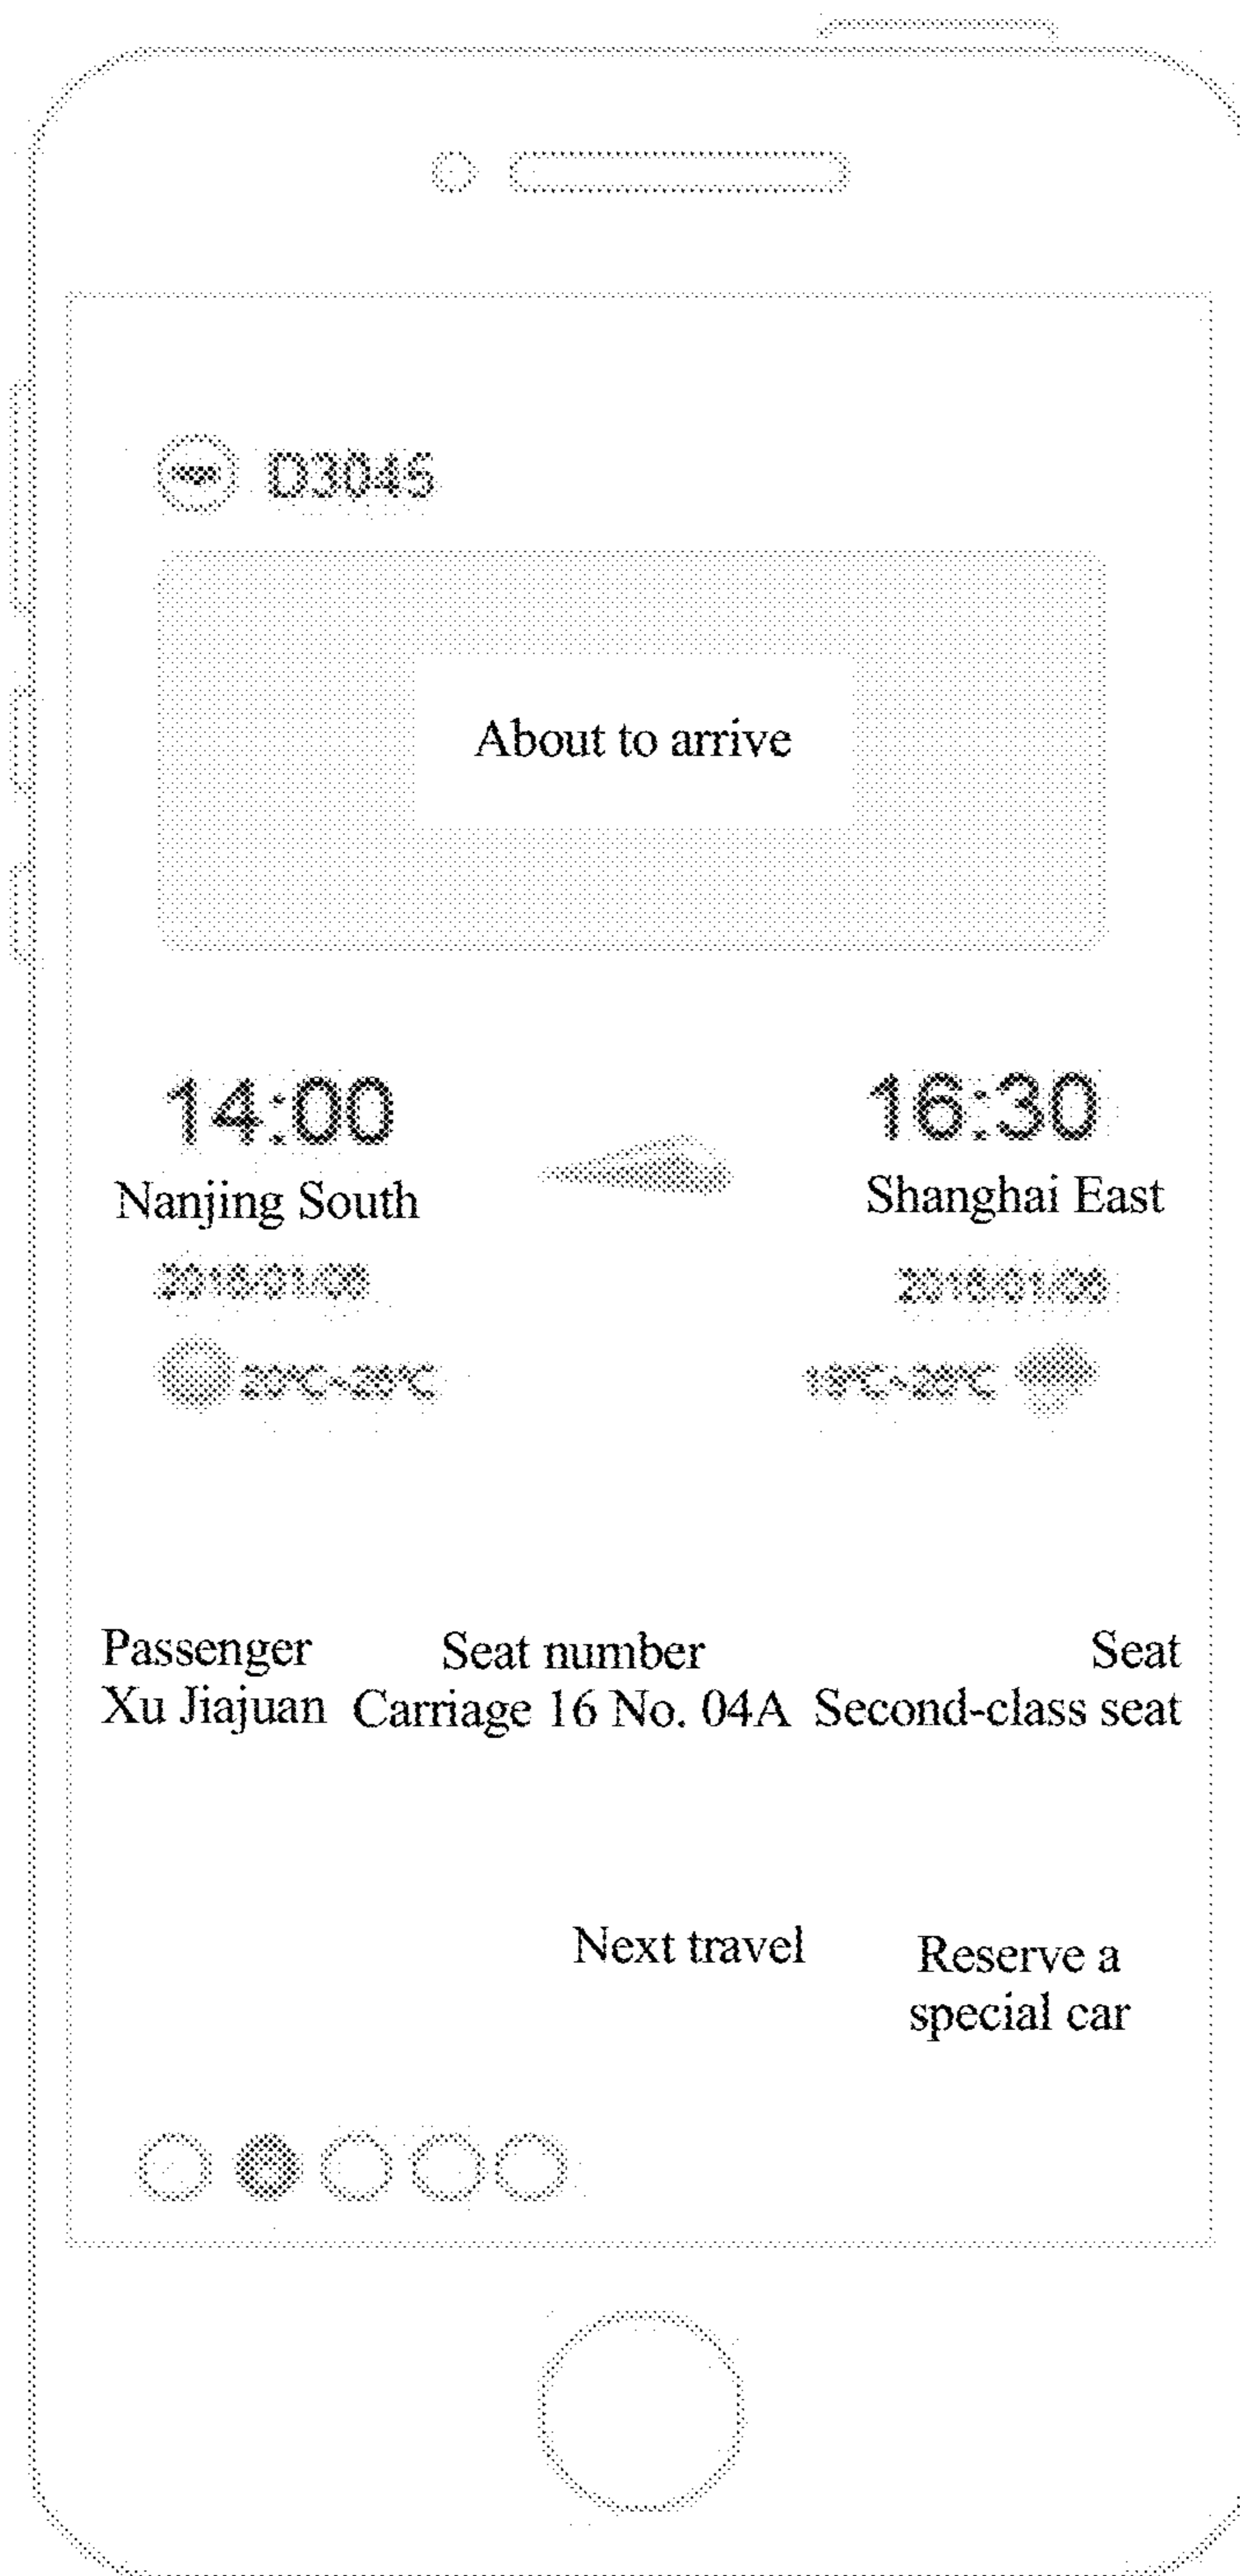 D3045
About to arrive
14:00
16:30
Nanjing South
Shanghai East
Passenger
Seat number
Seat
Xu Jiajuan
Carriage 16 No. 04A
Second-class seat
Next travel
Reserve a
special car